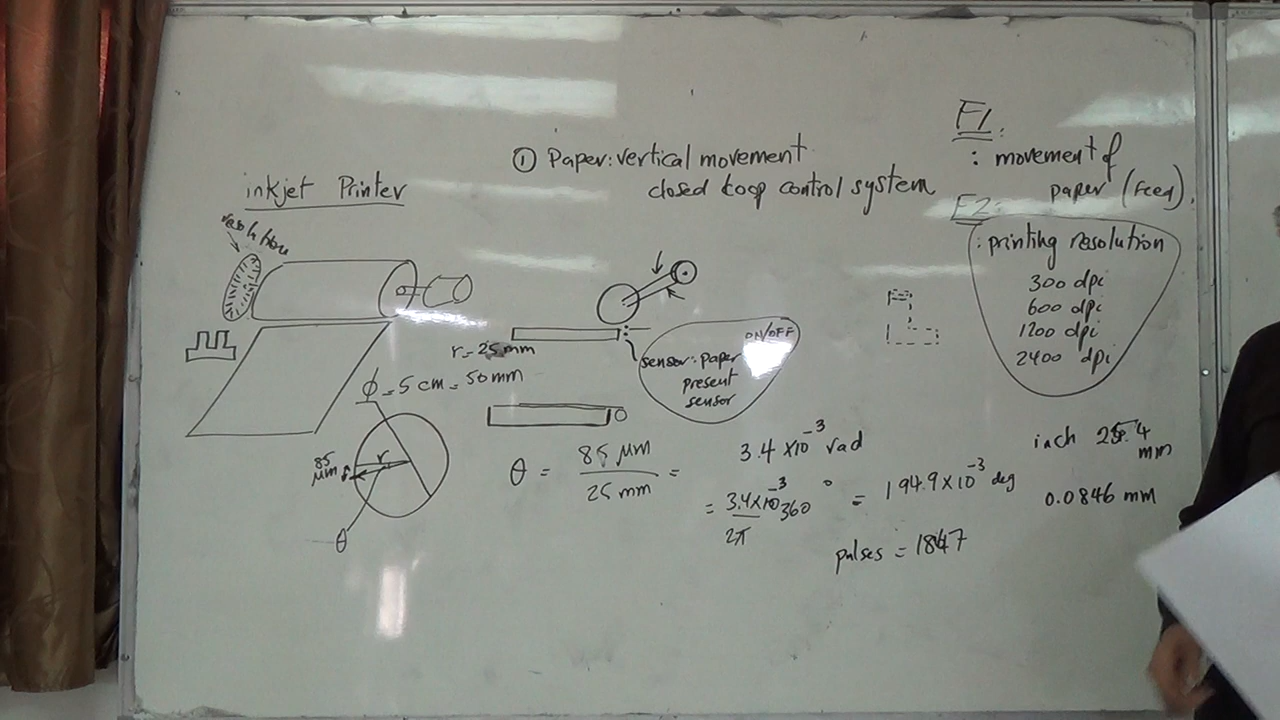 F1:
: movement of
paper (feed).
① Paper: vertical movement
closed loop control system
inkjet Printer
F2:
: printing resolution
300 dpi
600 dpi
1200 dpi
2400 dpi
resolution
ON/OFF
sensor: paper
present
sensor
r = 25 mm
ϕ = 5 cm = 50 mm
85
μm
r
θ
θ = 85 μm / 25 mm = 3.4 x10^-3 rad
= 3.4x10^-3 360 / 2π ° = 194.9x10^-3 deg
pulses = 1847
inch 25.4
mm
0.0846 mm